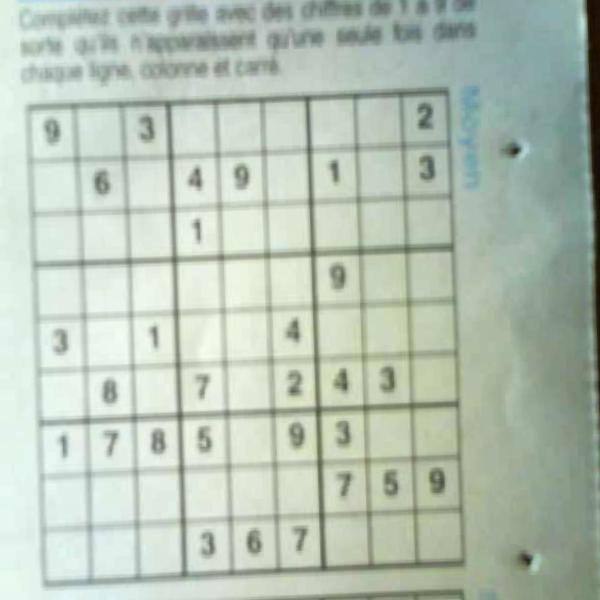 Complétez cette grille avec des chiffres de 1 à 9 de
sorte qu'ils n'apparaissent qu'une seule fois dans
chaque ligne, colonne et carré.
Moyen
9 3 2
6 4 9 1 3
1
9
3 1 4
8 7 2 4 3
1 7 8 5 9 3
7 5 9
3 6 7